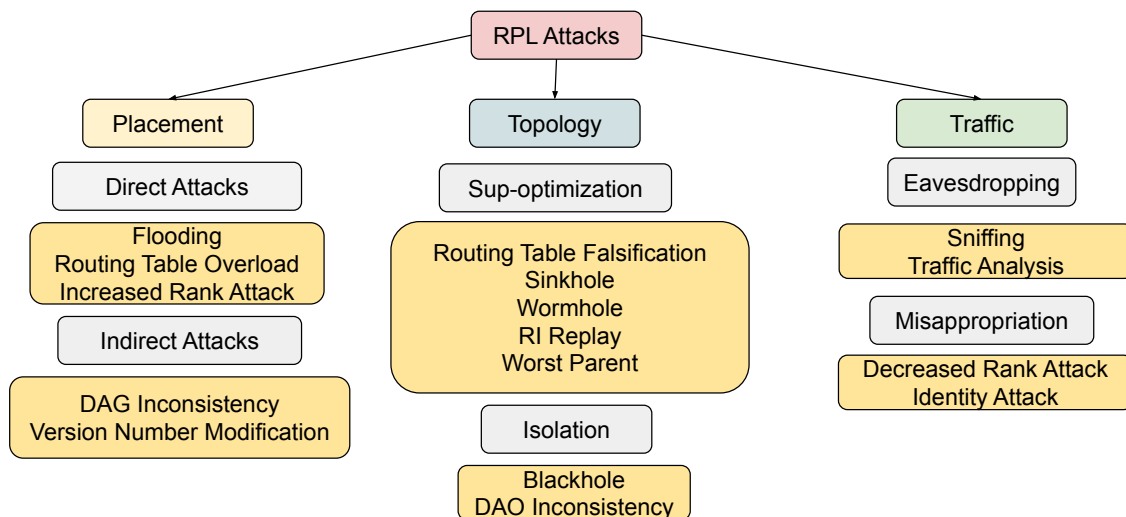 RPL Attacks
Placement
Direct Attacks
Flooding
Routing Table Overload
Increased Rank Attack
Indirect Attacks
DAG Inconsistency
Version Number Modification
Topology
Sup-optimization
Routing Table Falsification
Sinkhole
Wormhole
RI Replay
Worst Parent
Isolation
Blackhole
DAO Inconsistency
Traffic
Eavesdropping
Sniffing
Traffic Analysis
Misappropriation
Decreased Rank Attack
Identity Attack